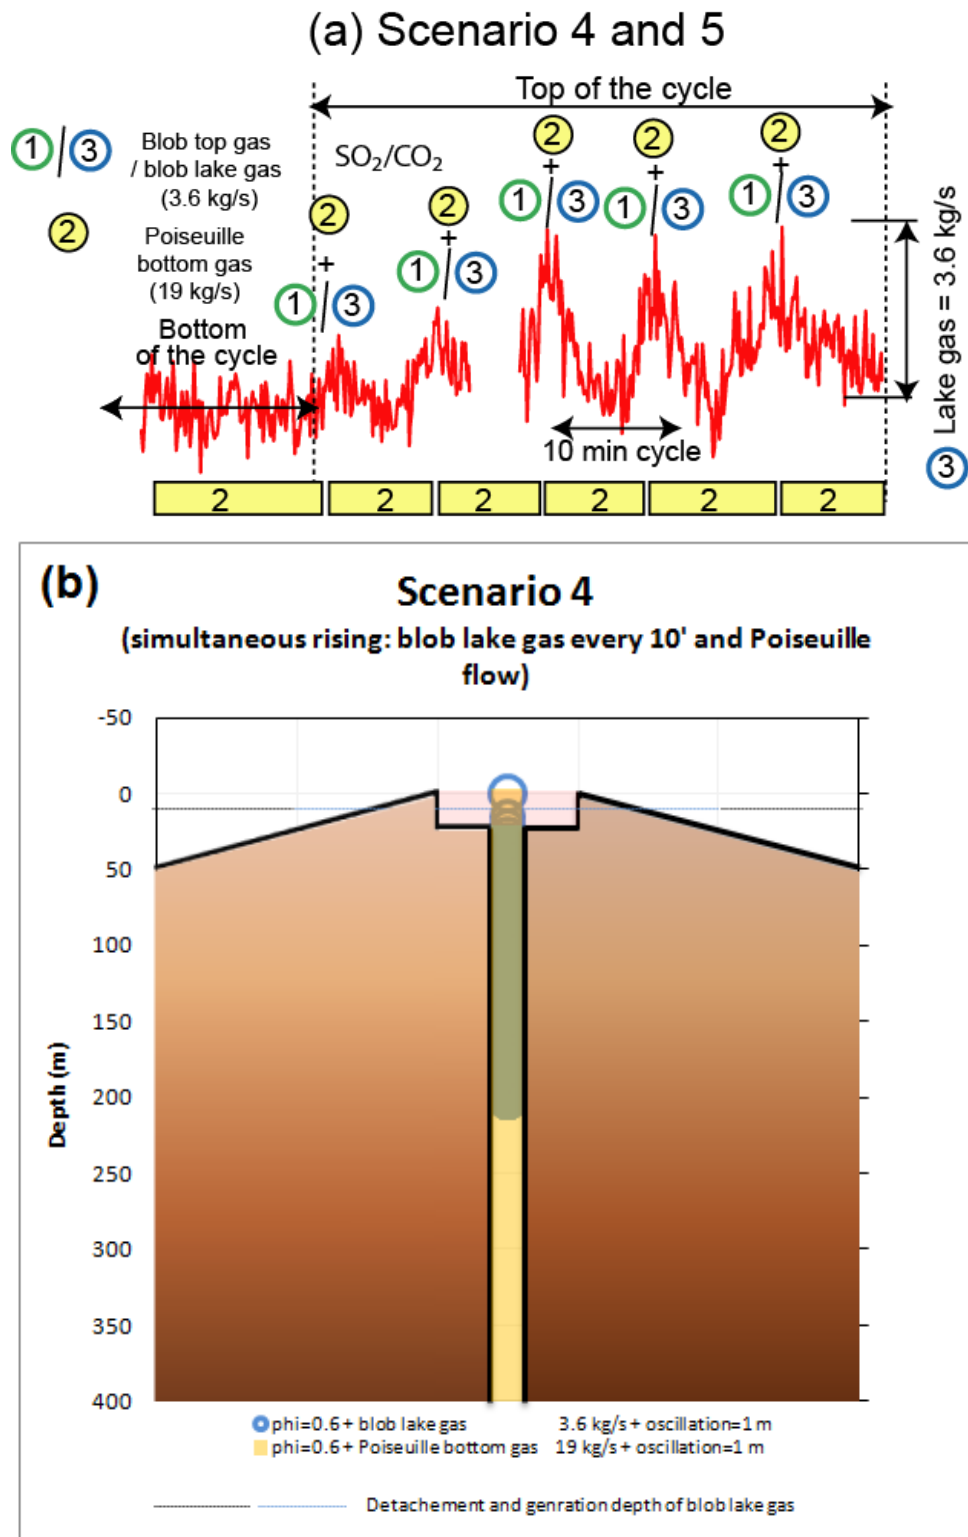 (a) Scenario 4 and 5
Top of the cycle
1 / 3
Blob top gas
/ blob lake gas
(3.6 kg/s)
2
Poiseuille
bottom gas
(19 kg/s)
SO₂/CO₂
2
+
1 / 3
2
+
1 / 3
2
+
1 / 3
2
+
1 / 3
2
+
1 / 3
Bottom
of the cycle
10 min cycle
3 Lake gas = 3.6 kg/s
2 2 2 2 2 2
(b)
Scenario 4
(simultaneous rising: blob lake gas every 10' and Poiseuille
flow)
Depth (m)
-50
0
50
100
150
200
250
300
350
400
phi=0.6 + blob lake gas 3.6 kg/s + oscillation=1 m
phi=0.6 + Poiseuille bottom gas 19 kg/s + oscillation=1 m
Detachement and genration depth of blob lake gas